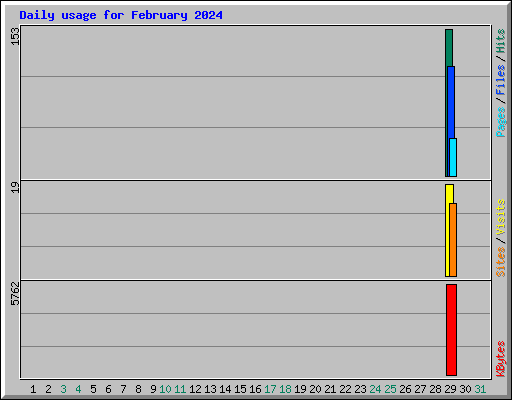 Daily usage for February 2024
153
Pages / Files / Hits
19
Sites / Visits
5762
KBytes
1 2 3 4 5 6 7 8 9 10 11 12 13 14 15 16 17 18 19 20 21 22 23 24 25 26 27 28 29 30 31